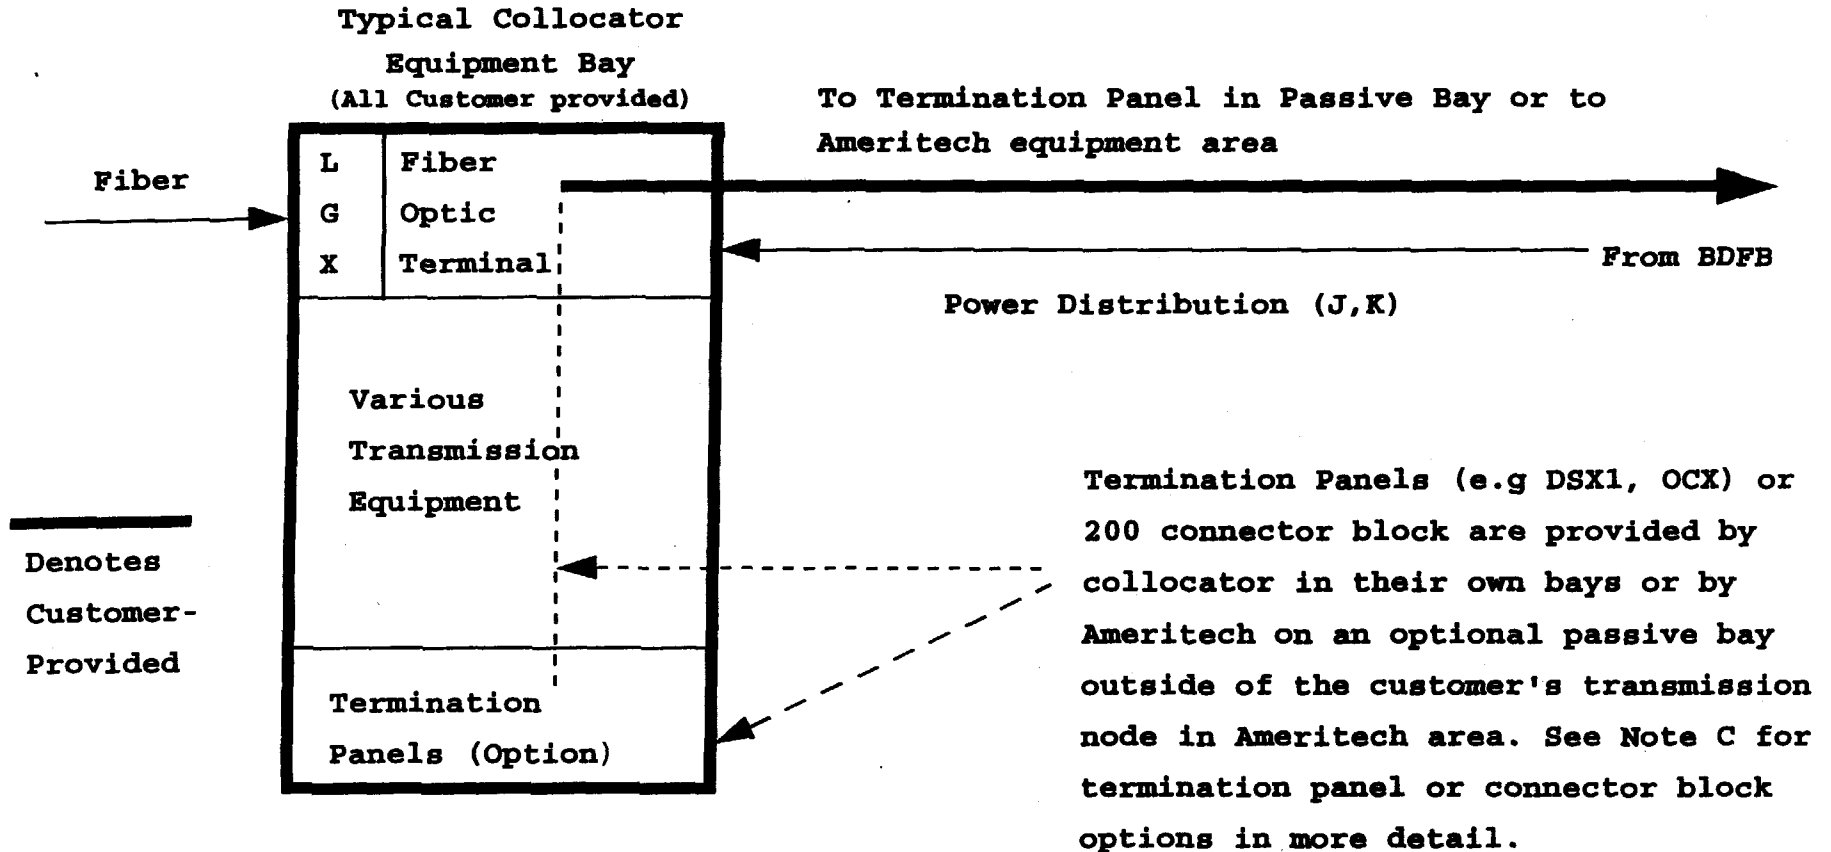 Typical Collocator
Equipment Bay
(All Customer provided)
To Termination Panel in Passive Bay or to
Ameritech equipment area
Fiber
L
G
X
Fiber
Optic
Terminal
From BDFB
Power Distribution (J,K)
Various
Transmission
Equipment
Denotes
Customer-
Provided
Termination
Panels (Option)
Termination Panels (e.g DSX1, OCX) or
200 connector block are provided by
collocator in their own bays or by
Ameritech on an optional passive bay
outside of the customer's transmission
node in Ameritech area. See Note C for
termination panel or connector block
options in more detail.